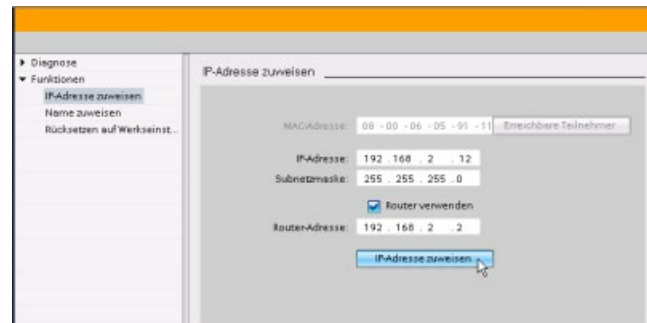 Diagnose
Funktionen
IP-Adresse zuweisen
Name zuweisen
Rücksetzen auf Werkseinst...
IP-Adresse zuweisen
MAC-Adresse: 08 - 00 - 06 - 05 - 91 - 11 Erreichbare Teilnehmer
IP-Adresse: 192 . 168 . 2 . 12
Subnetzmaske: 255 . 255 . 255 . 0
Router verwenden
Router-Adresse: 192 . 168 . 2 . 2
IP-Adresse zuweisen